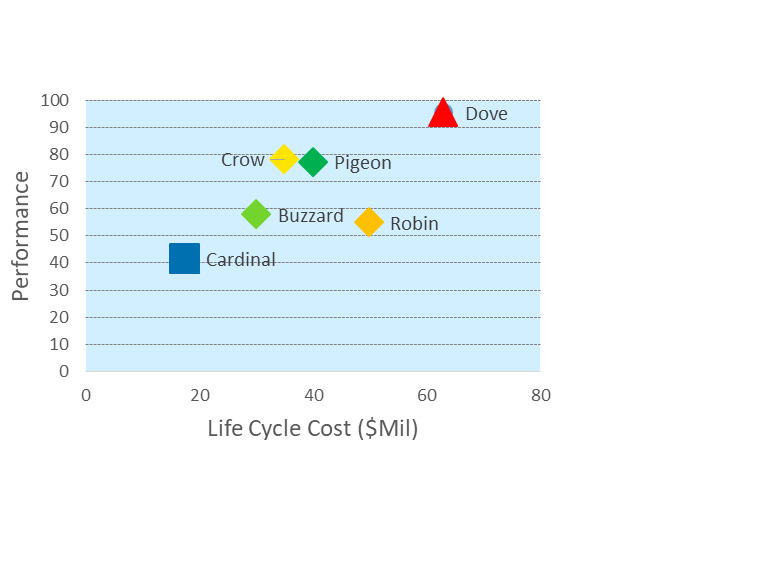 100
90
80
70
60
50
40
30
20
10
0
Dove
Crow
Pigeon
Buzzard
Robin
Cardinal
0 20 40 60 80
Performance
Life Cycle Cost ($Mil)